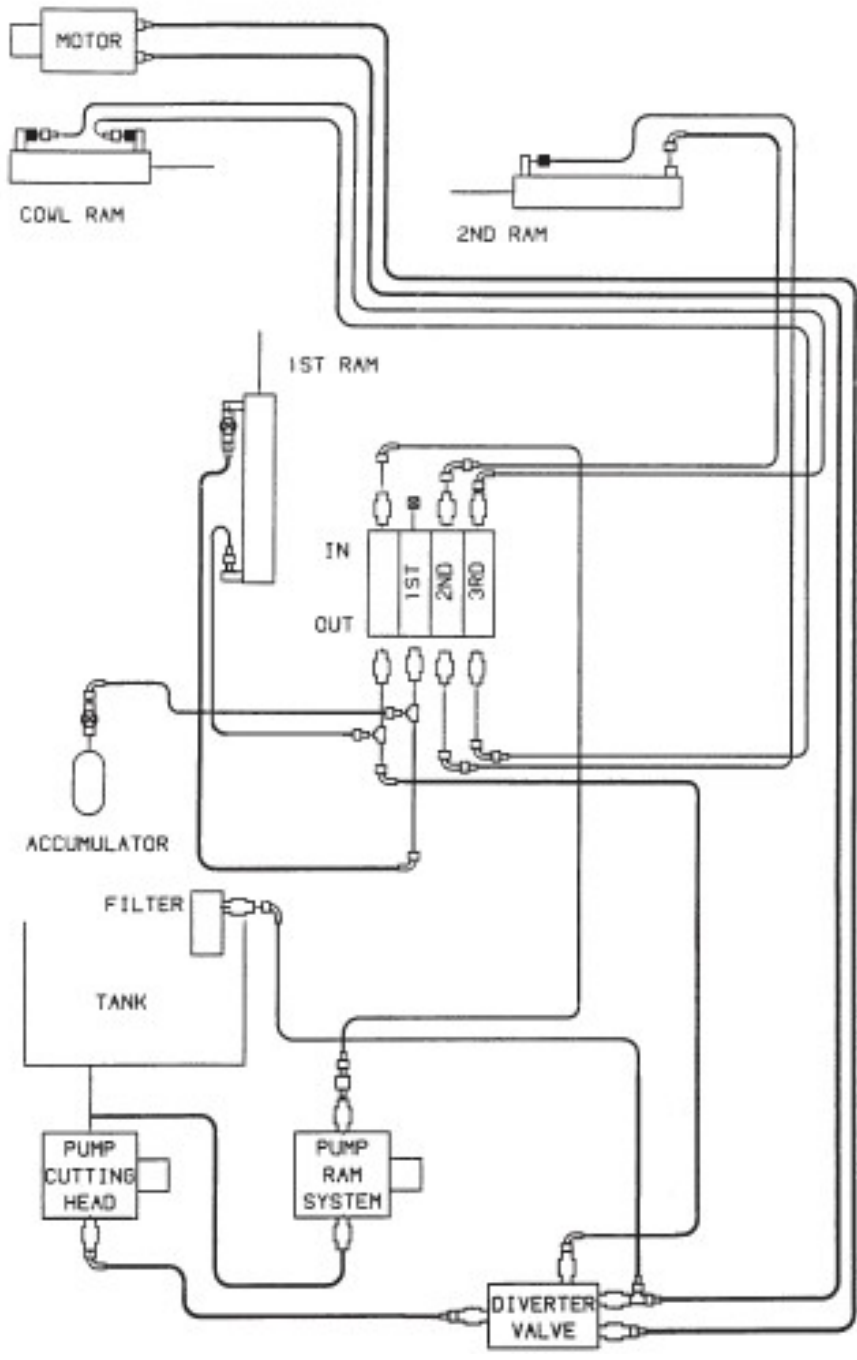 MOTOR
COWL RAM
2ND RAM
1ST RAM
IN
OUT
1ST
2ND
3RD
ACCUMULATOR
FILTER
TANK
PUMP
CUTTING
HEAD
PUMP
RAM
SYSTEM
DIVERTER
VALVE